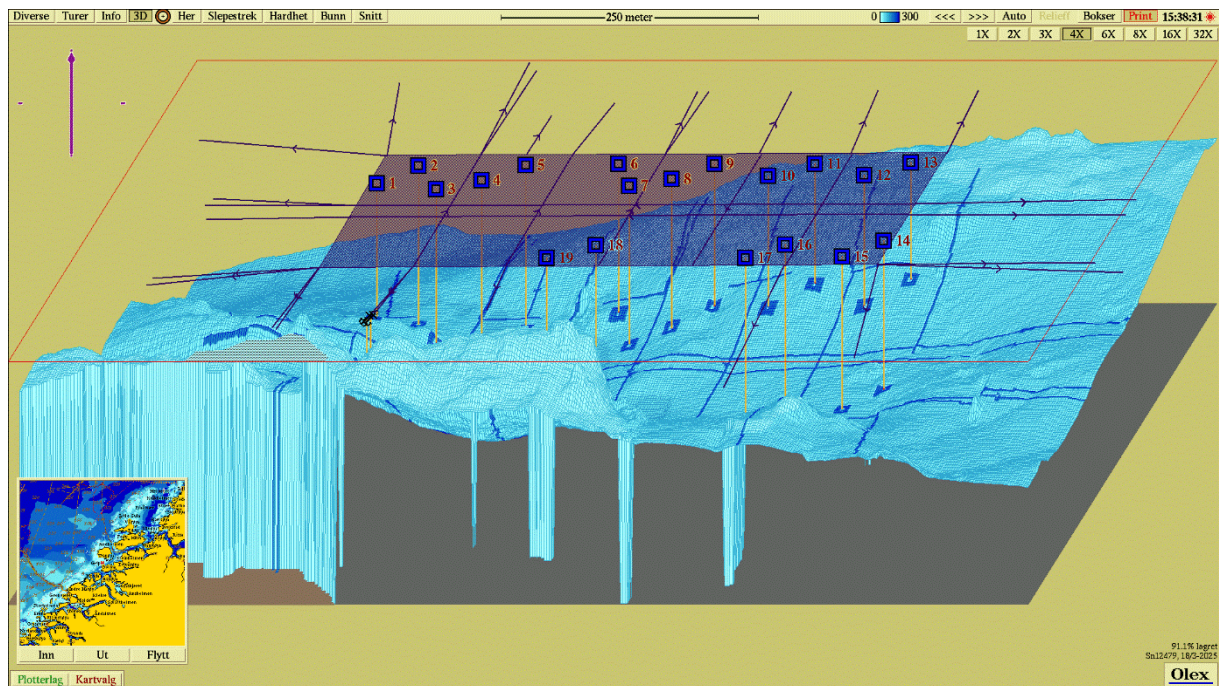 Diverse Turer Info 3D Her Slepestrek Hardhet Bunn Snitt 250 meter 0 300 <<< >>> Auto Relieff Bokser Print 15:38:31
1X 2X 3X 4X 6X 8X 16X 32X
1 2 3 4 5 6 7 8 9 10 11 12 13
19 18 17 16 15 14
Inn Ut Flytt
91.1% lagret
Sn12479, 18/3-2025
Olex
Plotterlag Kartvalg